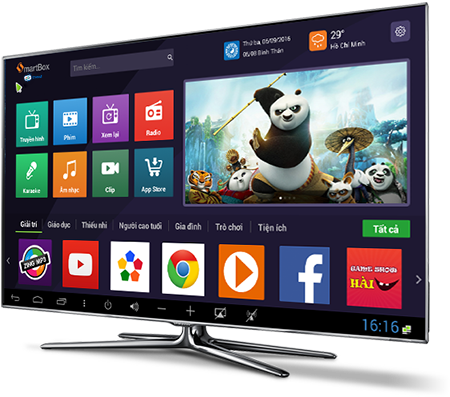 SmartBox
Tìm kiếm...
Thứ ba, 06/09/2016
05/8 Bính Thân
29°
Hồ Chí Minh
Truyền hình
Phim
Xem lại
Radio
Karaoke
Âm nhạc
Clip
App Store
Giải trí
Giáo dục
Thiếu nhi
Người cao tuổi
Gia đình
Trò chơi
Tiện ích
Tất cả
ZING MP3
GAME SHOW
HÀI
16:16